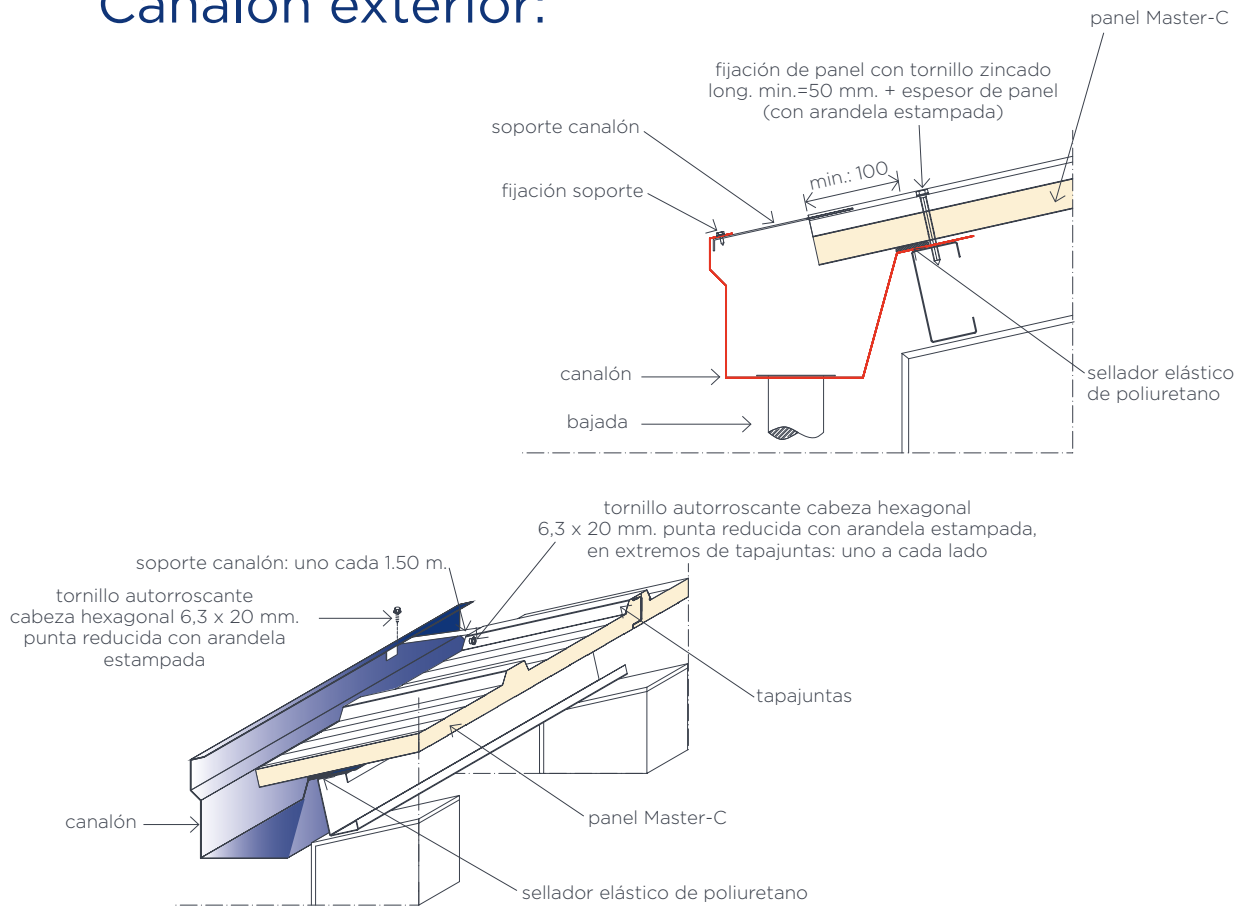 Canalón exterior:
panel Master-C
fijación de panel con tornillo zincado
long. min.=50 mm. + espesor de panel
(con arandela estampada)
soporte canalón
min.: 100
fijación soporte
canalón
sellador elástico
de poliuretano
bajada
tornillo autorroscante cabeza hexagonal
6,3 x 20 mm. punta reducida con arandela estampada,
en extremos de tapajuntas: uno a cada lado
soporte canalón: uno cada 1.50 m.
tornillo autorroscante
cabeza hexagonal 6,3 x 20 mm.
punta reducida con arandela
estampada
tapajuntas
canalón
panel Master-C
sellador elástico de poliuretano